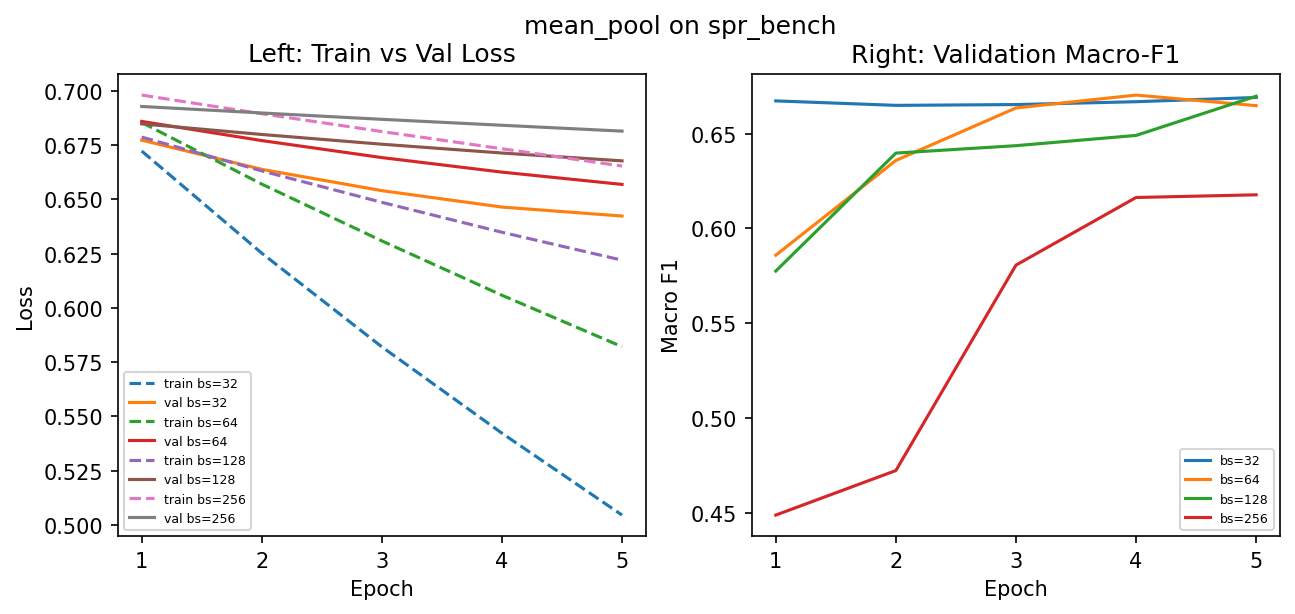 mean_pool on spr_bench
Left: Train vs Val Loss
0.700
0.675
0.650
0.625
0.600
0.575
0.550
0.525
0.500
Loss
train bs=32
val bs=32
train bs=64
val bs=64
train bs=128
val bs=128
train bs=256
val bs=256
1 2 3 4 5
Epoch
Right: Validation Macro-F1
0.65
0.60
0.55
0.50
0.45
Macro F1
bs=32
bs=64
bs=128
bs=256
1 2 3 4 5
Epoch